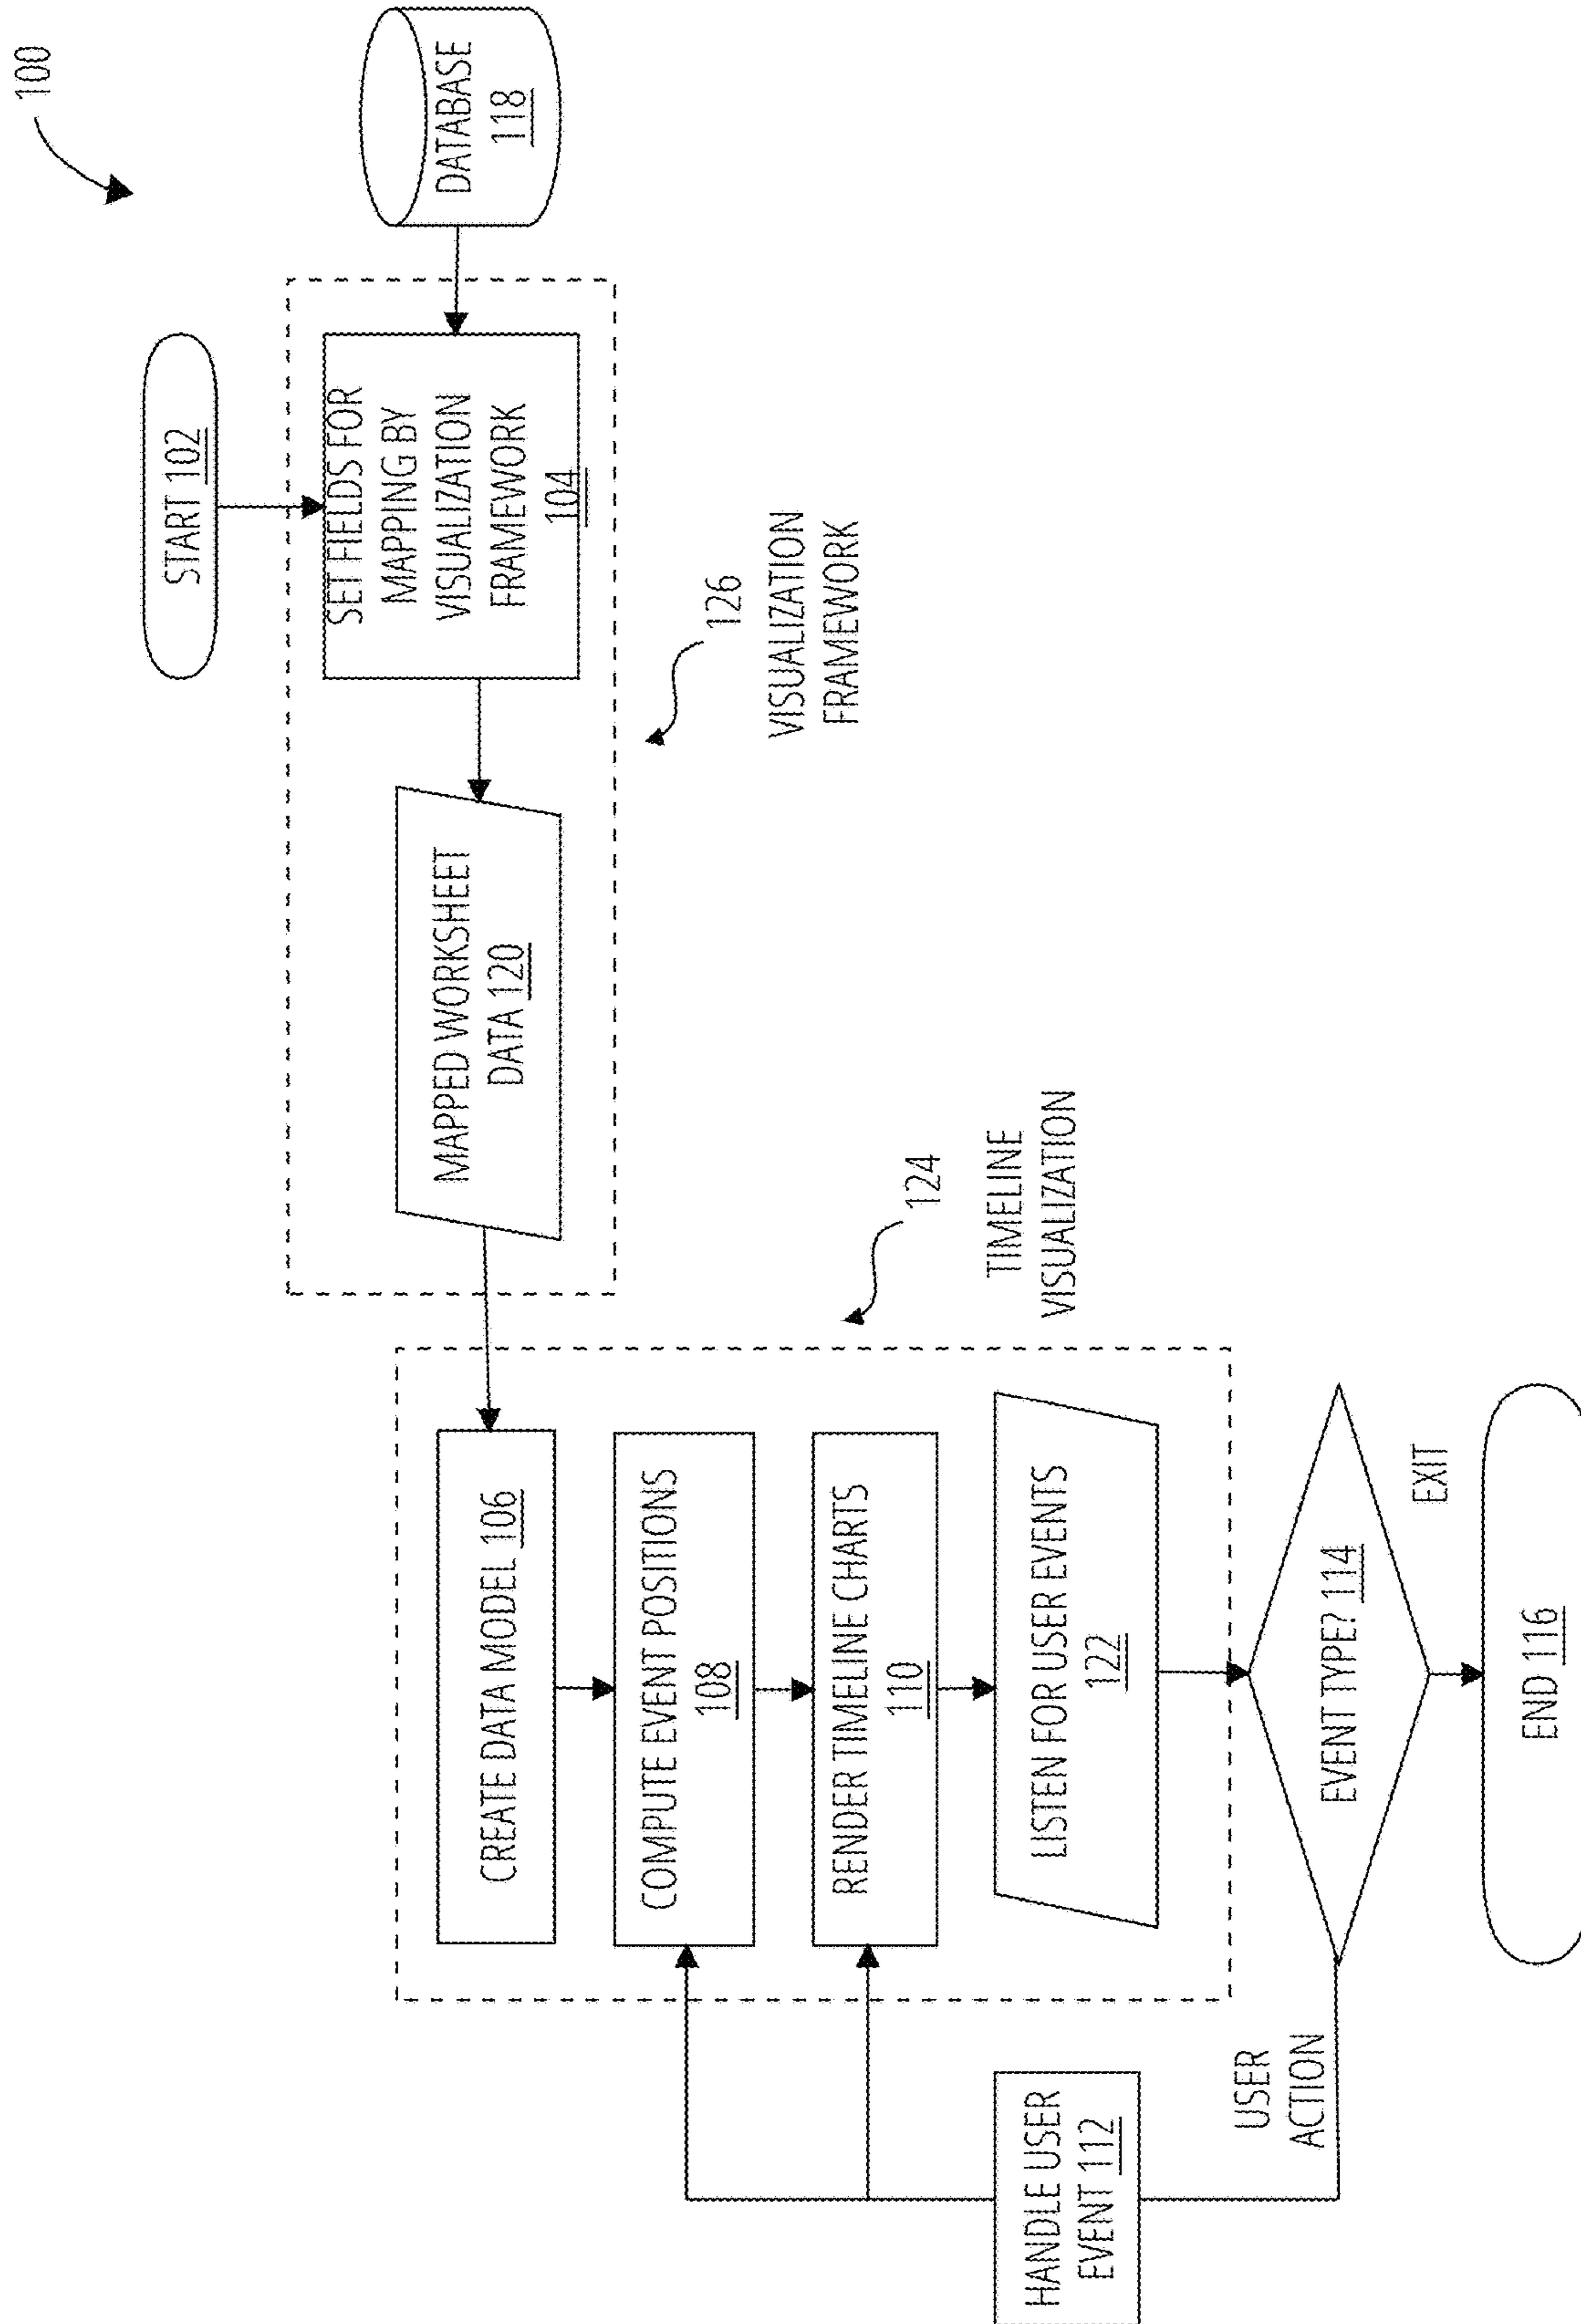 100
START 102
SET FIELDS FOR
MAPPING BY
VISUALIZATION
FRAMEWORK
104
DATABASE
118
MAPPED WORKSHEET
DATA 120
126
VISUALIZATION
FRAMEWORK
CREATE DATA MODEL 106
COMPUTE EVENT POSITIONS
108
RENDER TIMELINE CHARTS
110
LISTEN FOR USER EVENTS
122
124
TIMELINE
VISUALIZATION
HANDLE USER
EVENT 112
USER
ACTION
EVENT TYPE? 114
EXIT
END 116